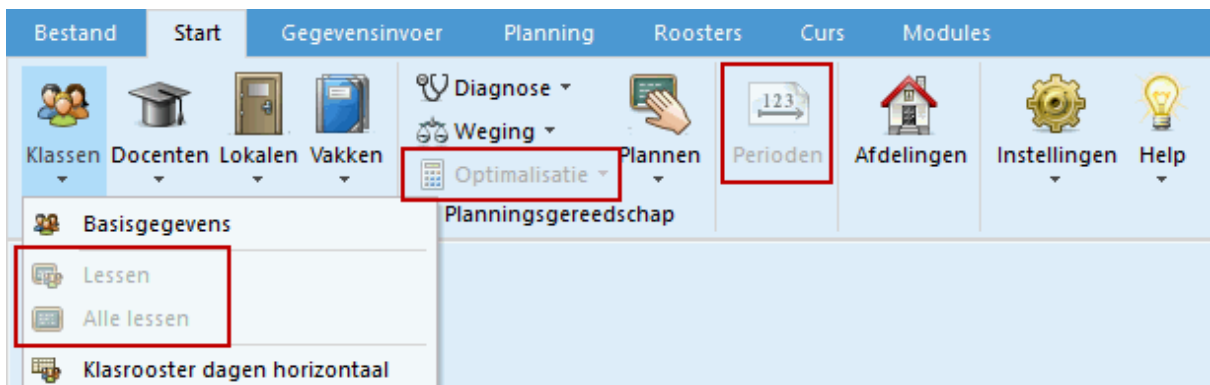 Bestand Start Gegevensinvoer Planning Roosters Curs Modules
Diagnose
Weging
Optimalisatie
Klassen Docenten Lokalen Vakken
Plannen
Perioden
Afdelingen
Instellingen
Help
Planningsgereedschap
123
Basisgegevens
Lessen
Alle lessen
Klasrooster dagen horizontaal